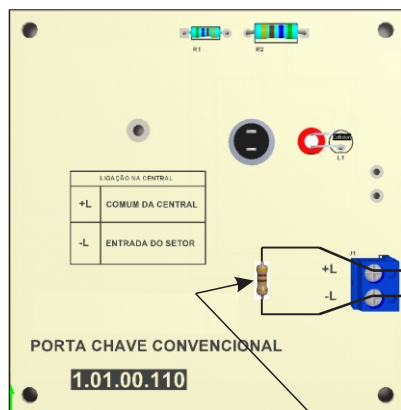 R1
R2
L1
LIGAÇÃO NA CENTRAL
+L COMUM DA CENTRAL
-L ENTRADA DO SETOR
J1
+L
-L
PORTA CHAVE CONVENCIONAL
1.01.00.110